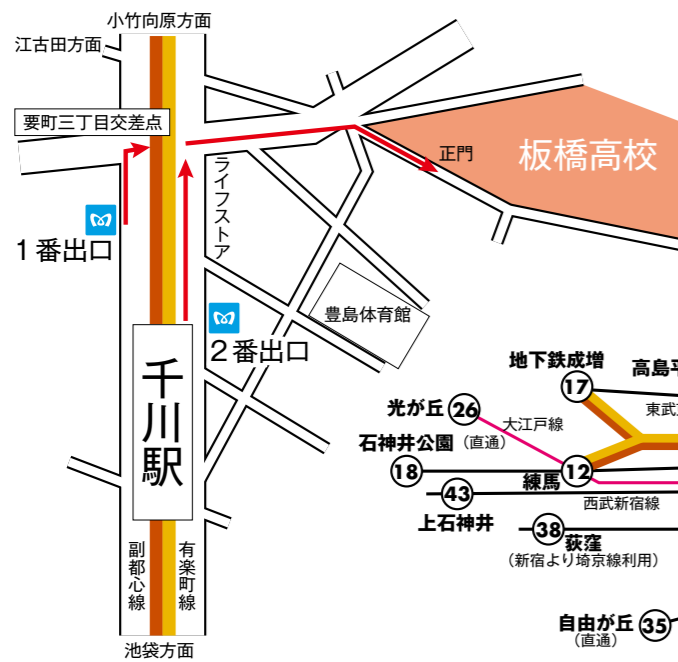 小竹向原方面
江古田方面
要町三丁目交差点
正門
板橋高校
ライフストア
1番出口
2番出口
豊島体育館
千川駅
副都心線
有楽町線
池袋方面
地下鉄成増
17
高島平
東武
光が丘
26
大江戸線
石神井公園
(直通)
18
練馬
12
43
上石神井
西武新宿線
38
荻窪
(新宿より埼京線利用)
自由が丘
35
(直通)